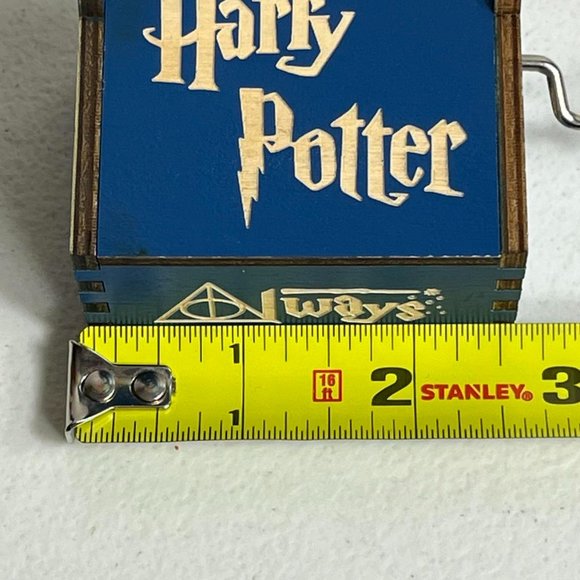 Harry
Potter
Always
1 16 ft 2 STANLEY® 3
1